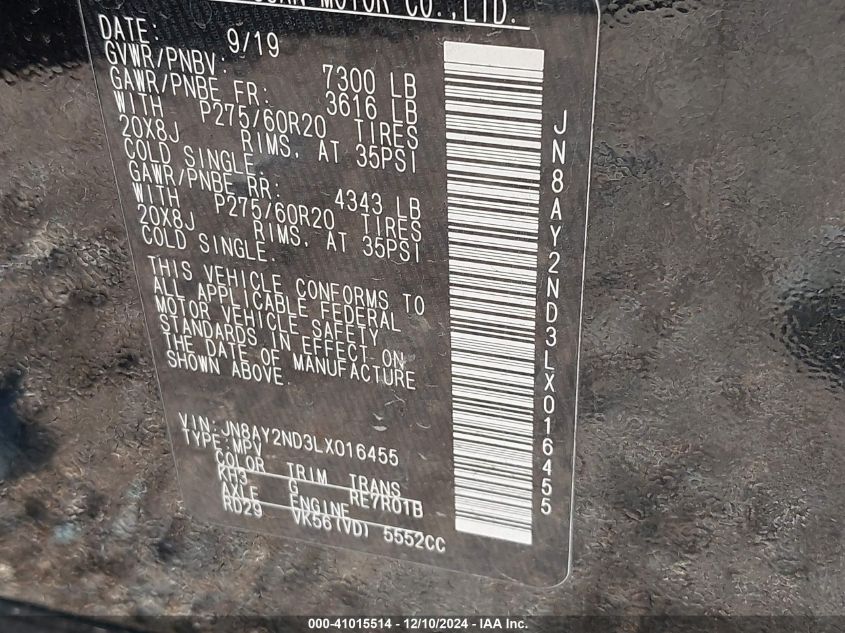 MOTOR CO.,LTD.
DATE: 9/19
GVWR/PNBV: 7300 LB
GAWR/PNBE FR: 3616 LB
WITH P275/60R20 TIRES
20X8J RIMS, AT 35PSI
COLD SINGLE.
GAWR/PNBE RR: 4343 LB
WITH P275/60R20 TIRES
20X8J RIMS, AT 35PSI
COLD SINGLE.
THIS VEHICLE CONFORMS TO
ALL APPLICABLE FEDERAL
MOTOR VEHICLE SAFETY
STANDARDS IN EFFECT ON
THE DATE OF MANUFACTURE
SHOWN ABOVE.
VIN:JN8AY2ND3LX016455
TYPE:MPV
COLOR TRIM TRANS
KH3 G RE7R01B
AXLE ENGINE
RD29 VK56(VD) 5552CC
JN8AY2ND3LX016455
000-41015514 - 12/10/2024 - IAA Inc.